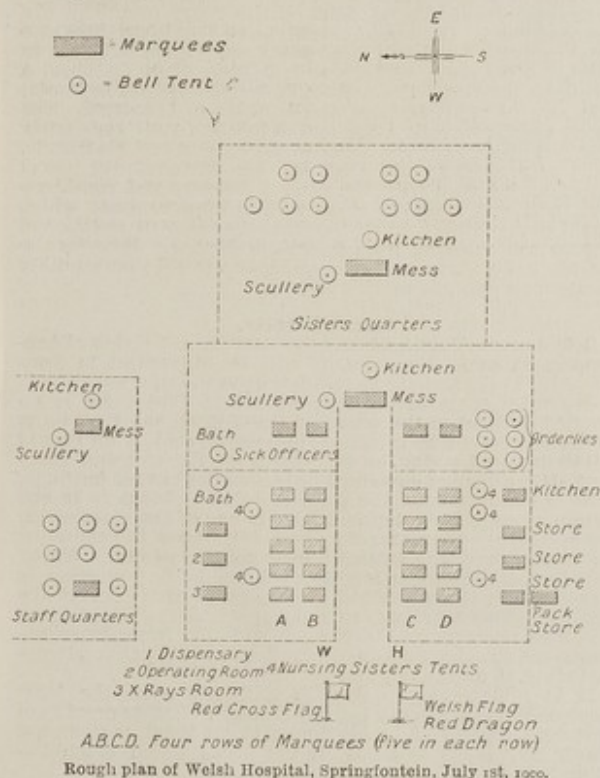 E
- Marquees
N S
- Bell Tent
W
Kitchen
Mess
Scullery
Sisters Quarters
Kitchen
Scullery Mess
Kitchen
Mess
Scullery
Staff Quarters
Bath
Sick Officers
Orderlies
Bath
4 4 Kitchen
4
1 Store
2 Store
4 4 Store
3
Pack
Store
A B C D
W H
1 Dispensary
2 Operating Room 4 Nursing Sisters Tents
3 X Rays Room
Red Cross Flag Welsh Flag
Red Dragon
A.B.C.D. Four rows of Marquees (five in each row)
Rough plan of Welsh Hospital, Springfontein, July 1st, 1900.